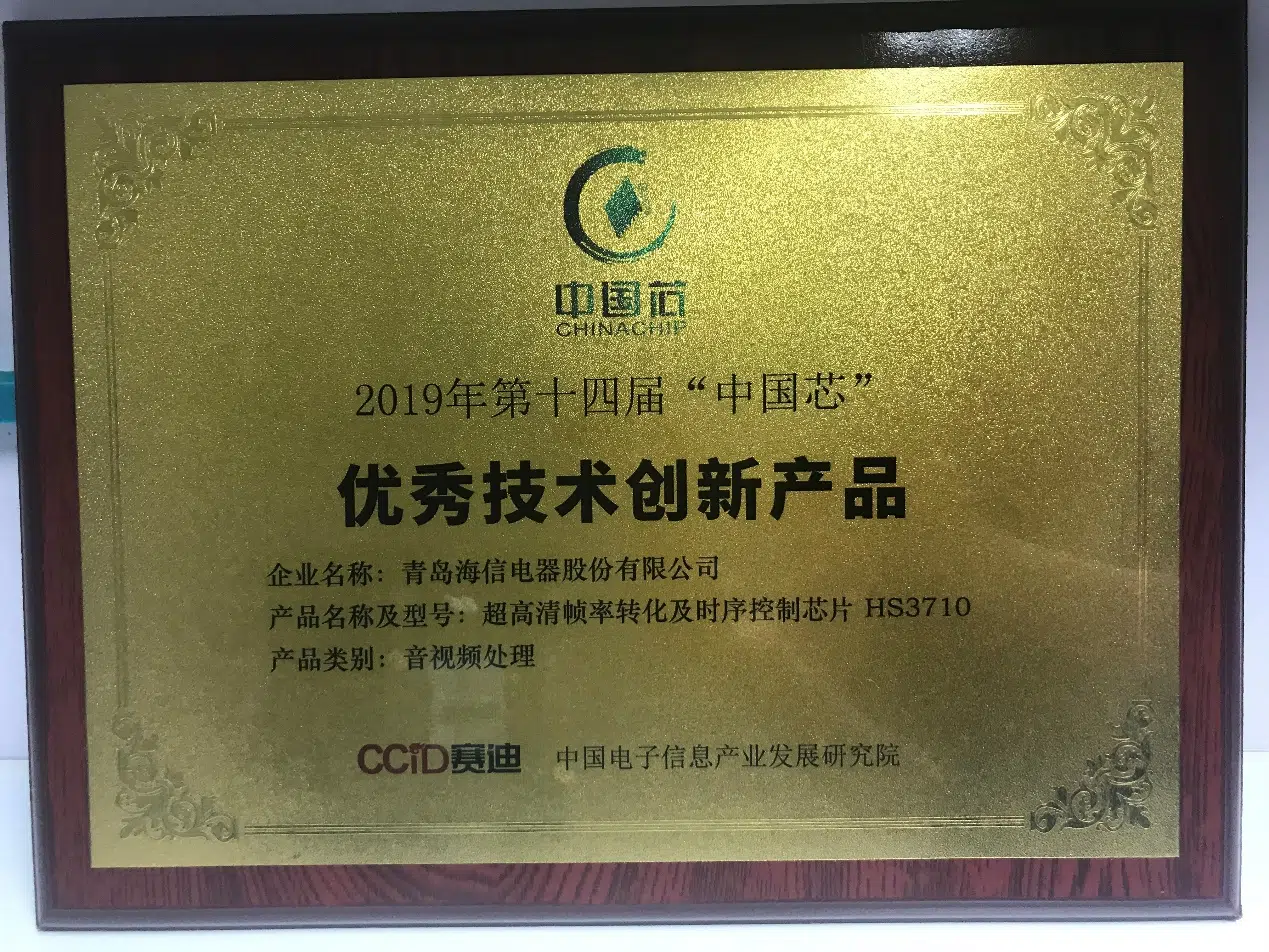 中国芯
CHINACHIP
2019年第十四届“中国芯”
优秀技术创新产品
企业名称：青岛海信电器股份有限公司
产品名称及型号：超高清帧率转化及时序控制芯片 HS3710
产品类别：音视频处理
CCID赛迪 中国电子信息产业发展研究院